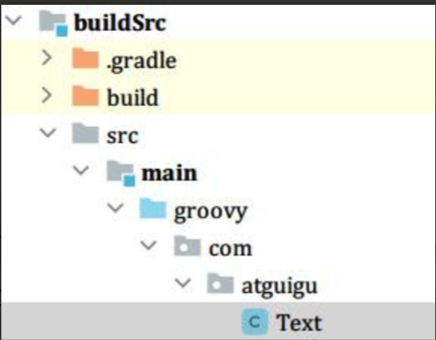 buildSrc
.gradle
build
src
main
groovy
com
atguigu
C Text